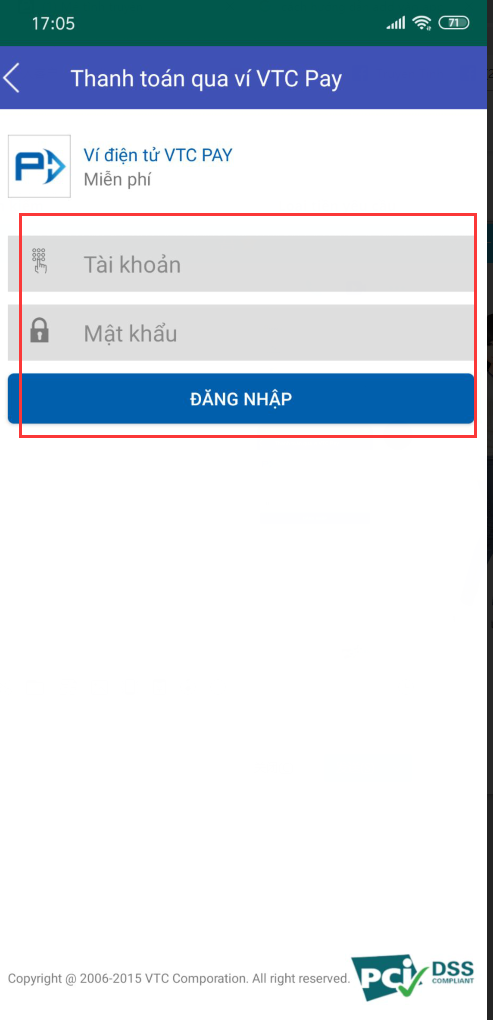 17:05
71
Thanh toán qua ví VTC Pay
Ví điện tử VTC PAY
Miễn phí
Tài khoản
Mật khẩu
ĐĂNG NHẬP
Copyright @ 2006-2015 VTC Comporation. All right reserved.
PCi DSS
COMPLIANT